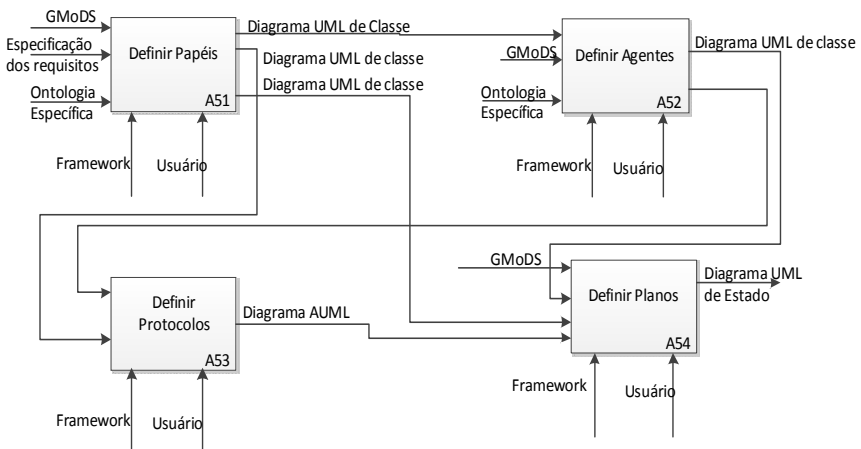 GMoDS
Especificação
dos requisitos
Ontologia
Específica
Definir Papéis
A51
Framework
Usuário
Diagrama UML de Classe
Diagrama UML de classe
Diagrama UML de classe
GMoDS
Ontologia
Específica
Definir Agentes
A52
Framework
Usuário
Diagrama UML de classe
Definir
Protocolos
A53
Framework
Usuário
Diagrama AUML
GMoDS
Definir Planos
A54
Framework
Usuário
Diagrama UML
de Estado